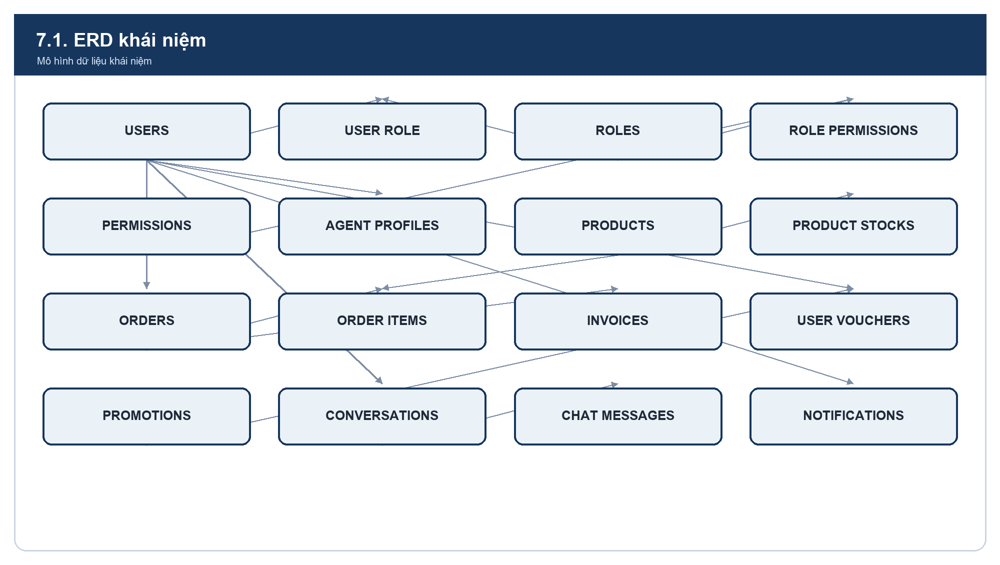 7.1. ERD khái niệm
Mô hình dữ liệu khái niệm
USERS
USER ROLE
ROLES
ROLE PERMISSIONS
PERMISSIONS
AGENT PROFILES
PRODUCTS
PRODUCT STOCKS
ORDERS
ORDER ITEMS
INVOICES
USER VOUCHERS
PROMOTIONS
CONVERSATIONS
CHAT MESSAGES
NOTIFICATIONS